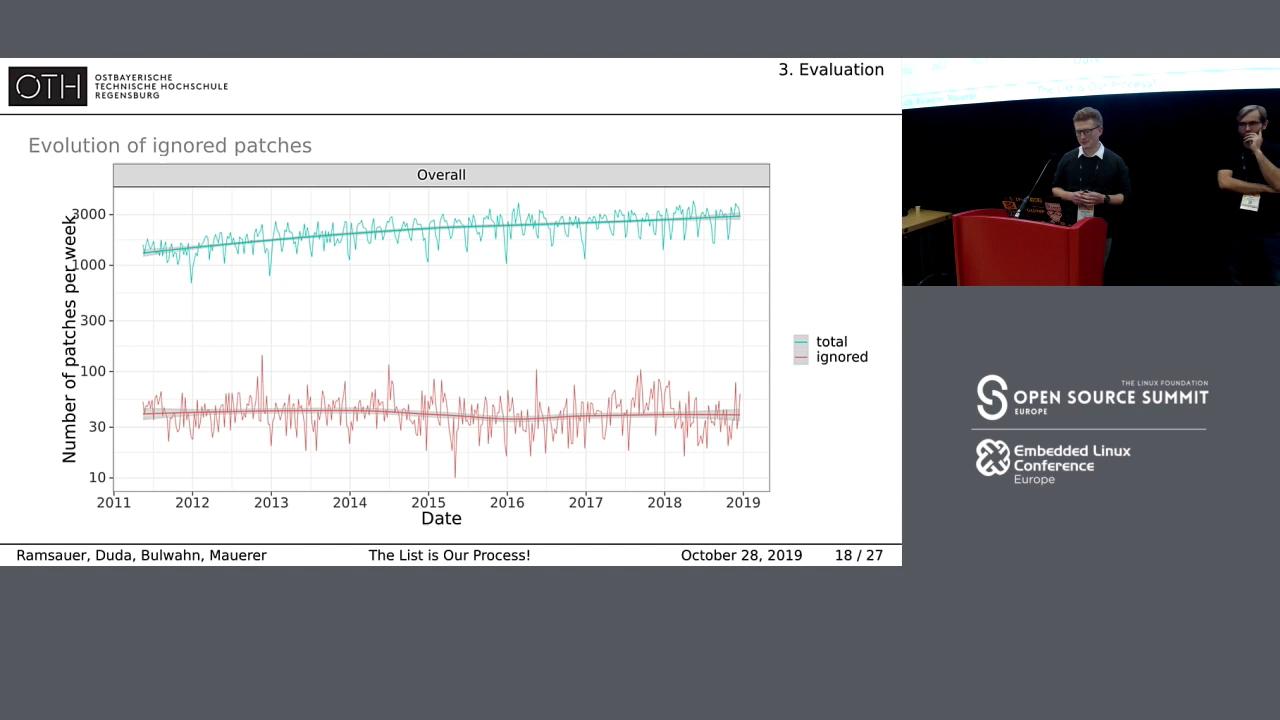 OTH
OSTBAYERISCHE
TECHNISCHE HOCHSCHULE
REGENSBURG
3. Evaluation
Evolution of ignored patches
Overall
Number of patches per week
3000
1000
300
100
30
10
2011 2012 2013 2014 2015 2016 2017 2018 2019
Date
total
ignored
Ramsauer, Duda, Bulwahn, Mauerer The List is Our Process! October 28, 2019 18 / 27
THE LINUX FOUNDATION
OPEN SOURCE SUMMIT
EUROPE
Embedded Linux
Conference
Europe